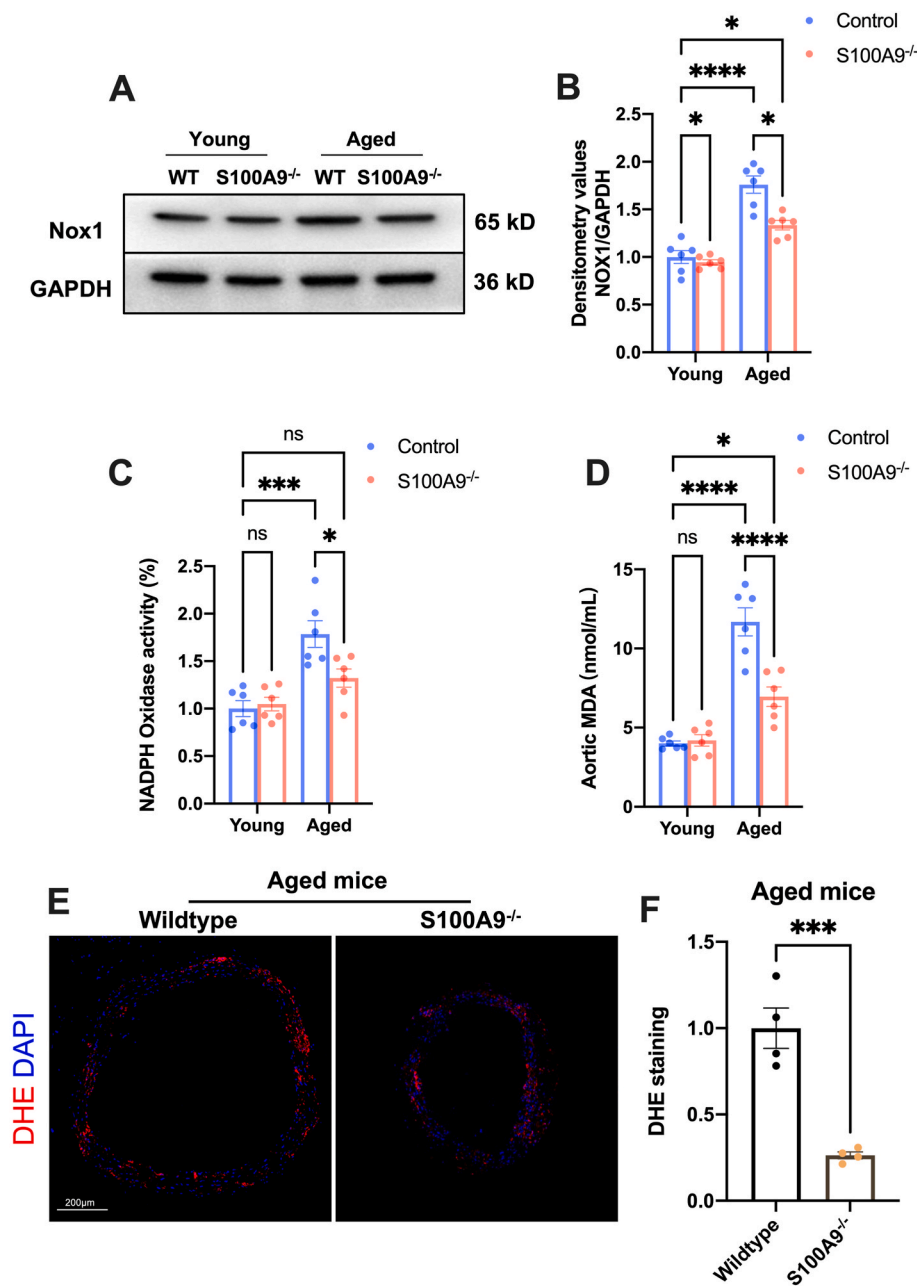 A
Young Aged
WT S100A9-/- WT S100A9-/-
Nox1
65 kD
GAPDH
36 kD
B
Control
S100A9-/-
*
****
*
*
Densitometry values
NOX1/GAPDH
2.5
2.0
1.5
1.0
0.5
0.0
Young Aged
C
Control
S100A9-/-
ns
***
ns
*
NADPH Oxidase activity (%)
2.5
2.0
1.5
1.0
0.5
0.0
Young Aged
D
Control
S100A9-/-
*
****
ns
****
Aortic MDA (nmol/mL)
15
10
5
0
Young Aged
E
Aged mice
Wildtype S100A9-/-
DHE DAPI
200μm
F
Aged mice
***
DHE staining
1.5
1.0
0.5
0.0
Wildtype
S100A9-/-